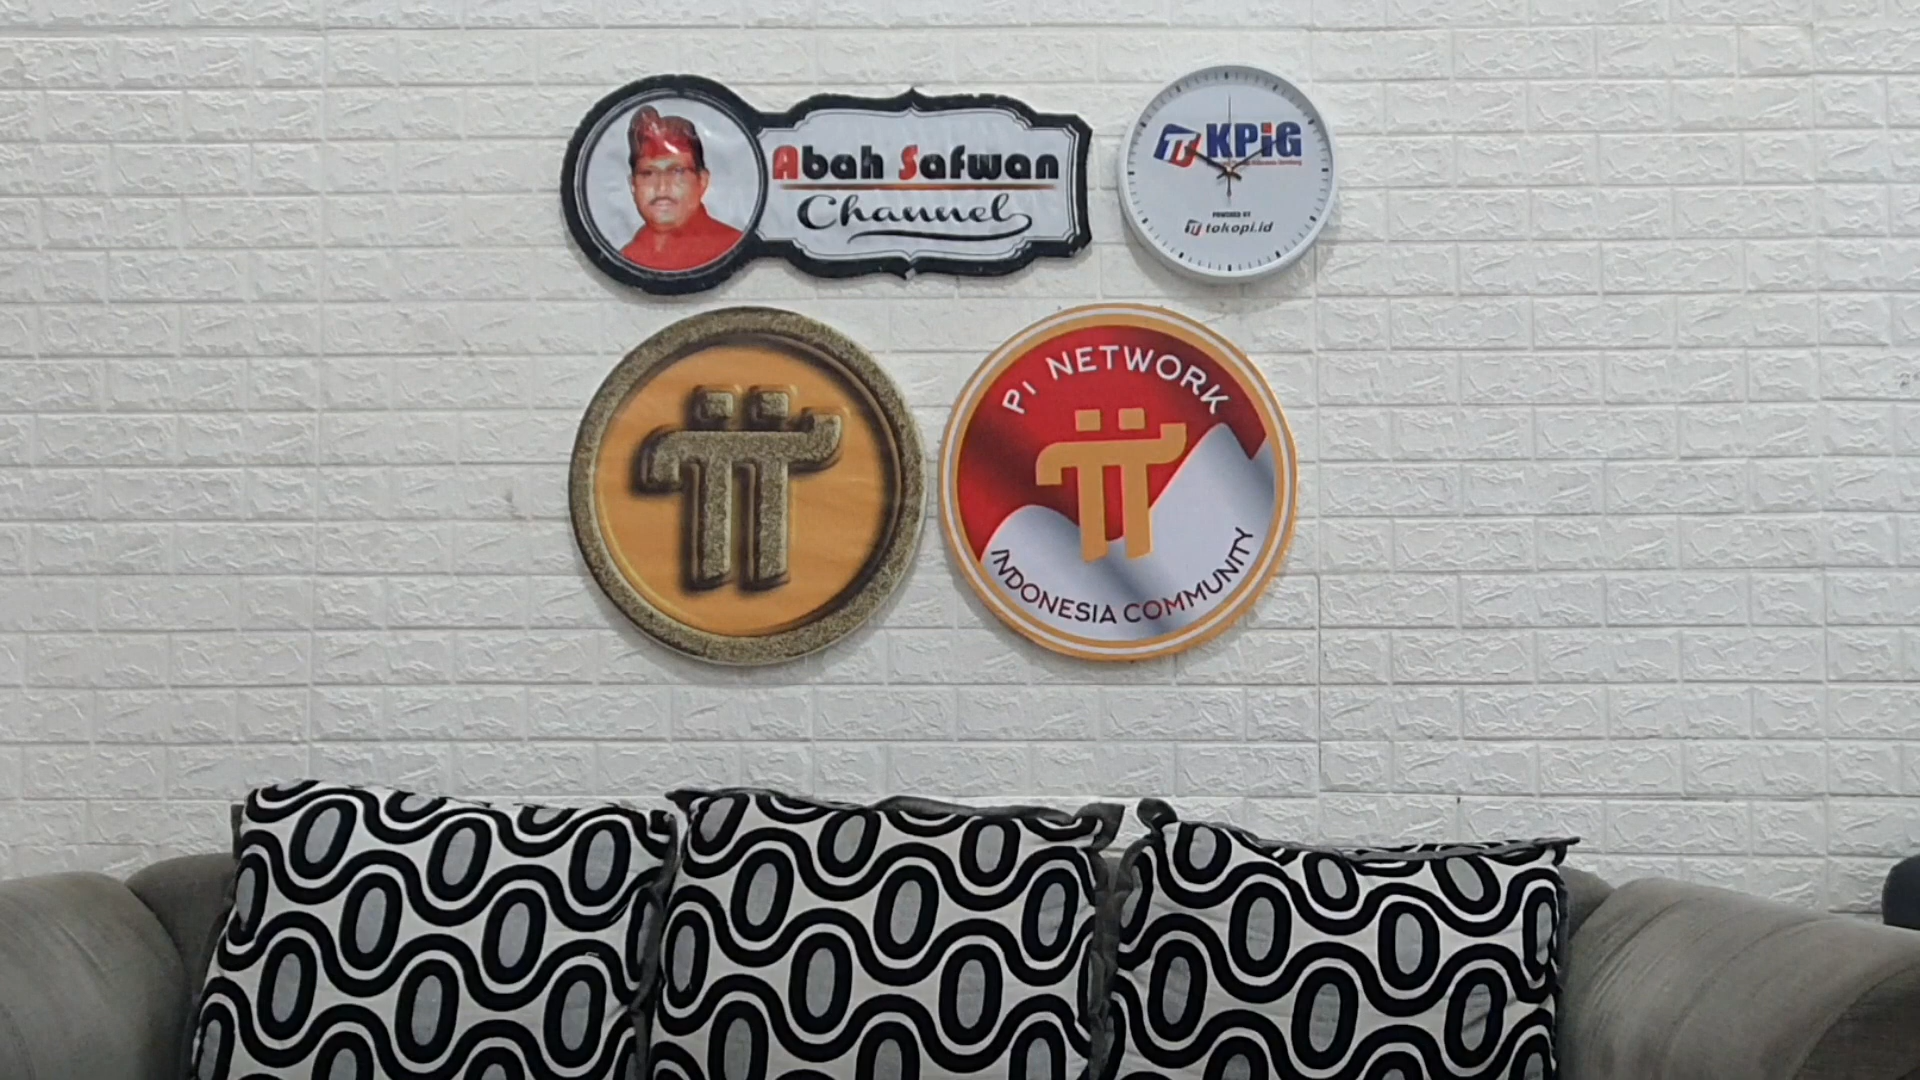 Abah Safwan
Channel
KPiG
POWERED BY
tokopi.id
PI NETWORK
INDONESIA COMMUNITY